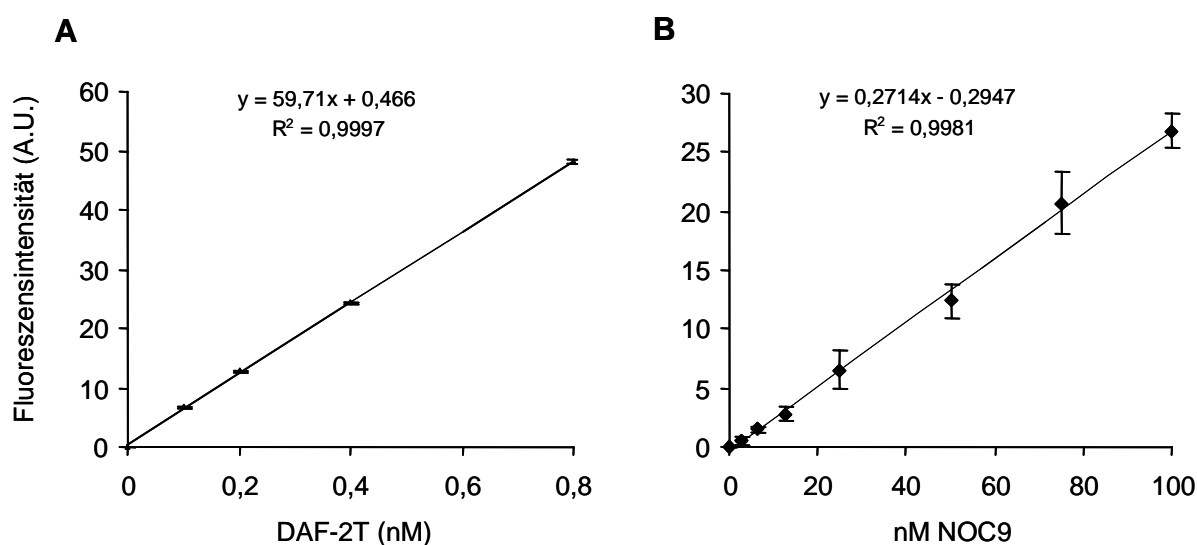 A
y = 59,71x + 0,466
R² = 0,9997
Fluoreszensintität (A.U.)
60
50
40
30
20
10
0
0 0,2 0,4 0,6 0,8
DAF-2T (nM)
B
y = 0,2714x - 0,2947
R² = 0,9981
30
25
20
15
10
5
0
0 20 40 60 80 100
nM NOC9